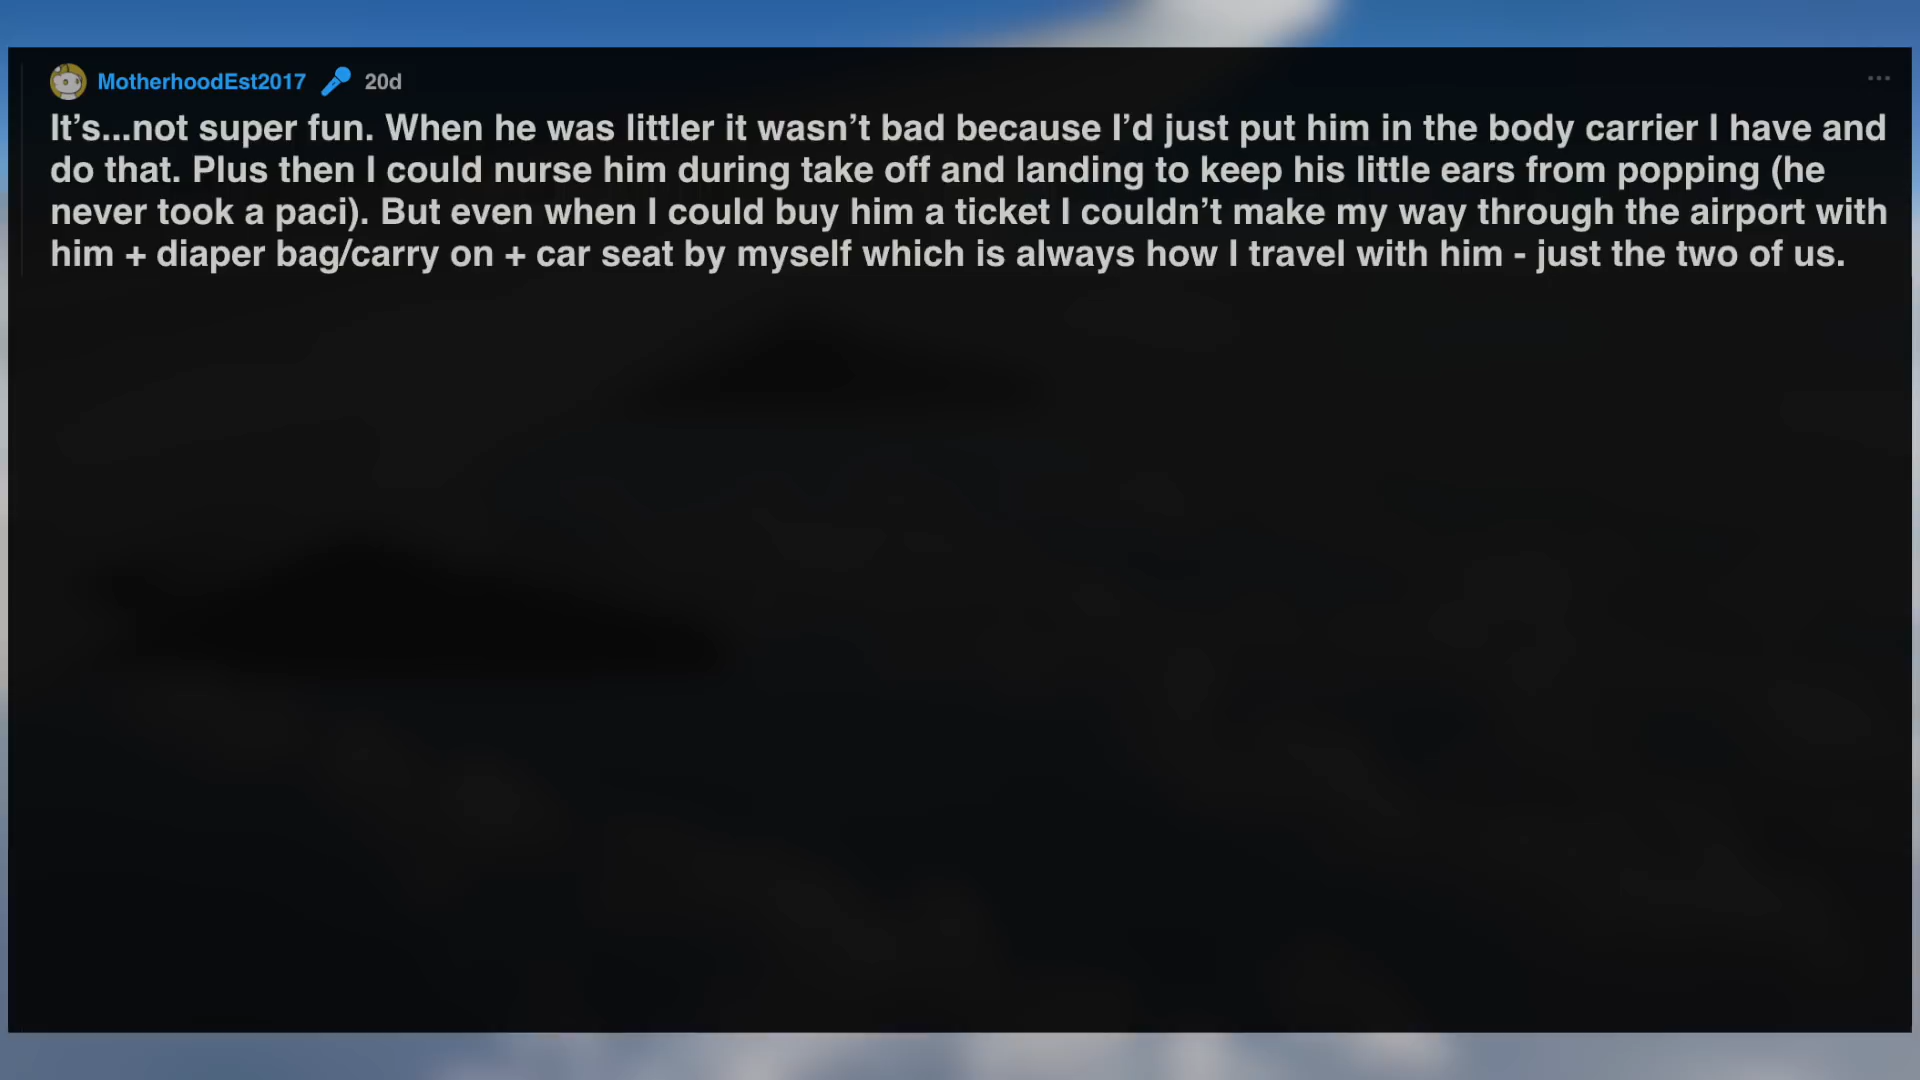 MotherhoodEst2017 20d
It’s...not super fun. When he was littler it wasn’t bad because I’d just put him in the body carrier I have and
do that. Plus then I could nurse him during take off and landing to keep his little ears from popping (he
never took a paci). But even when I could buy him a ticket I couldn’t make my way through the airport with
him + diaper bag/carry on + car seat by myself which is always how I travel with him - just the two of us.